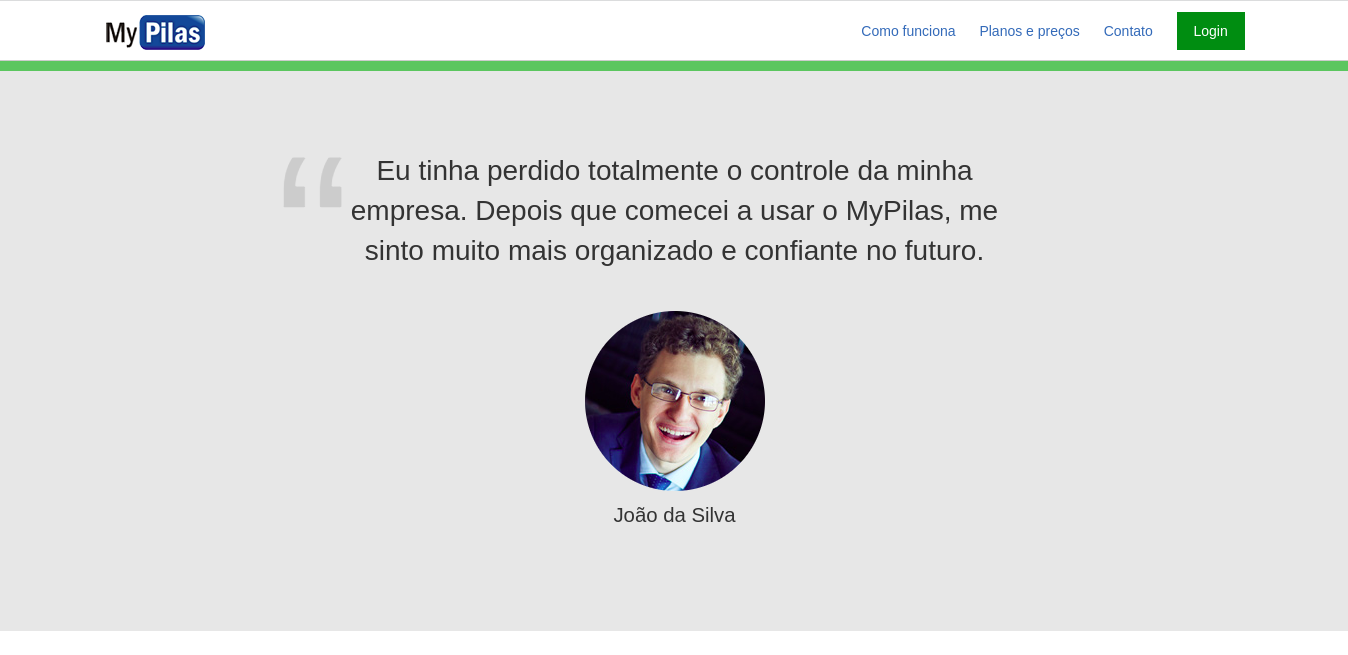 My Pilas
Como funciona
Planos e preços
Contato
Login
“
Eu tinha perdido totalmente o controle da minha
empresa. Depois que comecei a usar o MyPilas, me
sinto muito mais organizado e confiante no futuro.
João da Silva